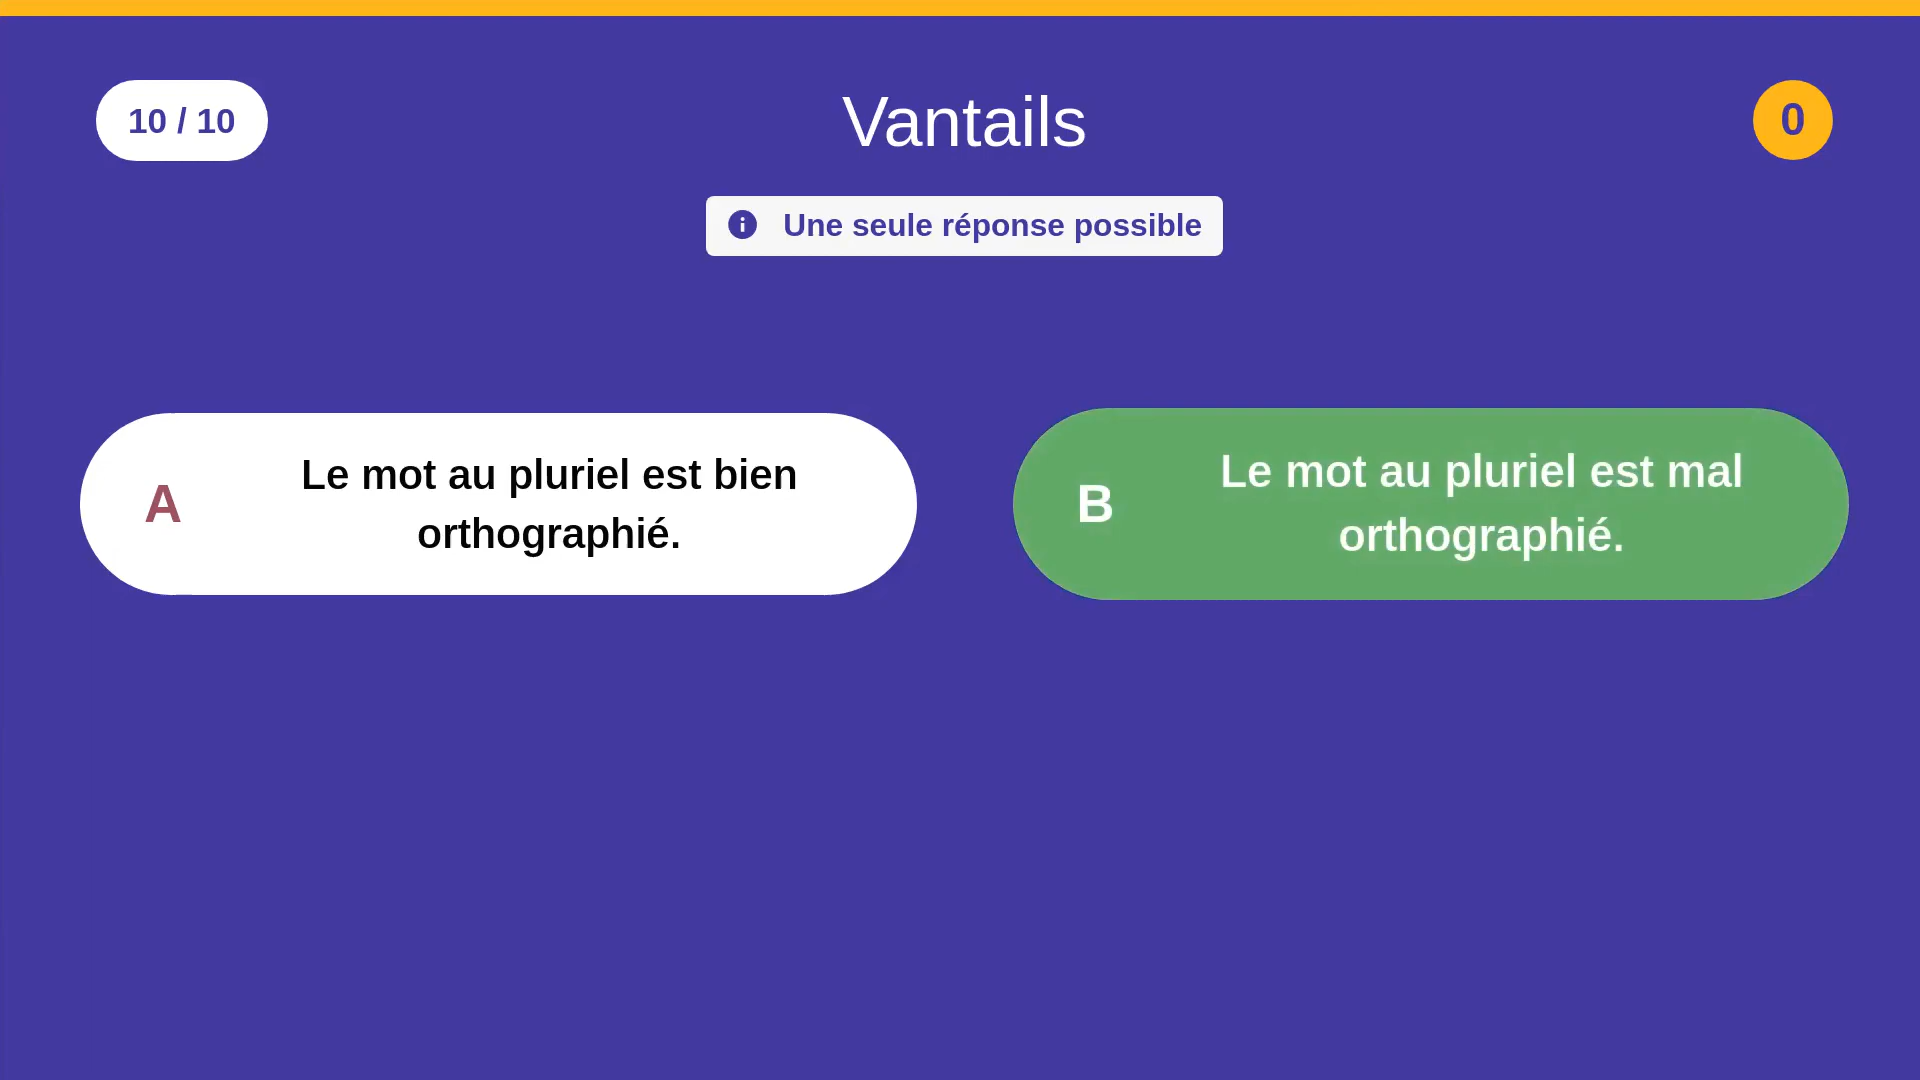 10 / 10
Vantails
0
Une seule réponse possible
A
Le mot au pluriel est bien
orthographié.
B
Le mot au pluriel est mal
orthographié.